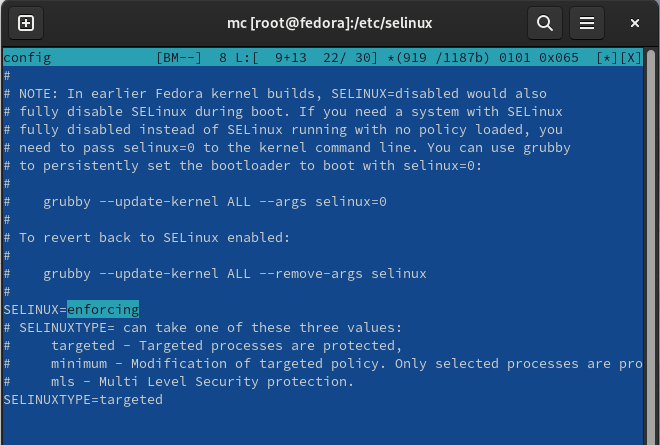 mc [root@fedora]:/etc/selinux
config [BM--] 8 L:[ 9+13 22/ 30] *(919 /1187b) 0101 0x065 [*][X]
#
# NOTE: In earlier Fedora kernel builds, SELINUX=disabled would also
# fully disable SELinux during boot. If you need a system with SELinux
# fully disabled instead of SELinux running with no policy loaded, you
# need to pass selinux=0 to the kernel command line. You can use grubby
# to persistently set the bootloader to boot with selinux=0:
#
#    grubby --update-kernel ALL --args selinux=0
#
# To revert back to SELinux enabled:
#
#    grubby --update-kernel ALL --remove-args selinux
#
SELINUX=enforcing
# SELINUXTYPE= can take one of these three values:
#     targeted - Targeted processes are protected,
#     minimum - Modification of targeted policy. Only selected processes are pro
#     mls - Multi Level Security protection.
SELINUXTYPE=targeted